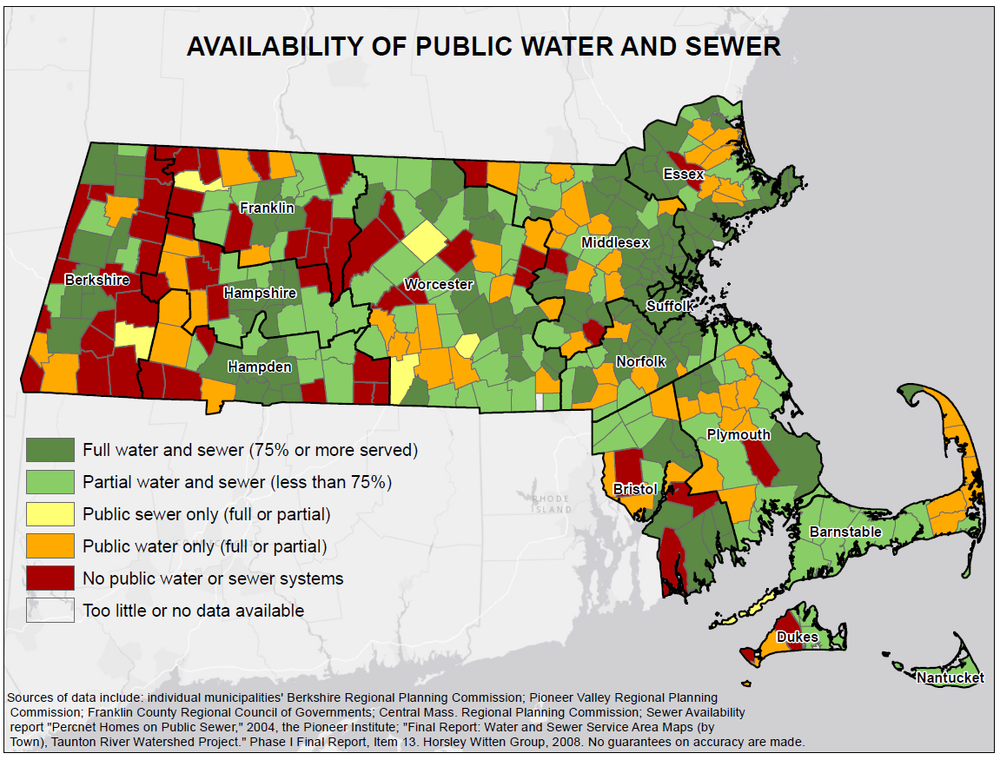 AVAILABILITY OF PUBLIC WATER AND SEWER
Essex
Franklin
Middlesex
Berkshire
Worcester
Hampshire
Suffolk
Norfolk
Hampden
Plymouth
Full water and sewer (75% or more served)
Partial water and sewer (less than 75%)
Bristol
RHODE
ISLAND
Public sewer only (full or partial)
Barnstable
Public water only (full or partial)
No public water or sewer systems
Too little or no data available
Dukes
Nantucket
Sources of data include: individual municipalities' Berkshire Regional Planning Commission; Pioneer Valley Regional Planning
Commission; Franklin County Regional Council of Governments; Central Mass. Regional Planning Commission; Sewer Availability
report "Percnet Homes on Public Sewer," 2004, the Pioneer Institute; "Final Report: Water and Sewer Service Area Maps (by
Town), Taunton River Watershed Project." Phase I Final Report, Item 13. Horsley Witten Group, 2008. No guarantees on accuracy are made.